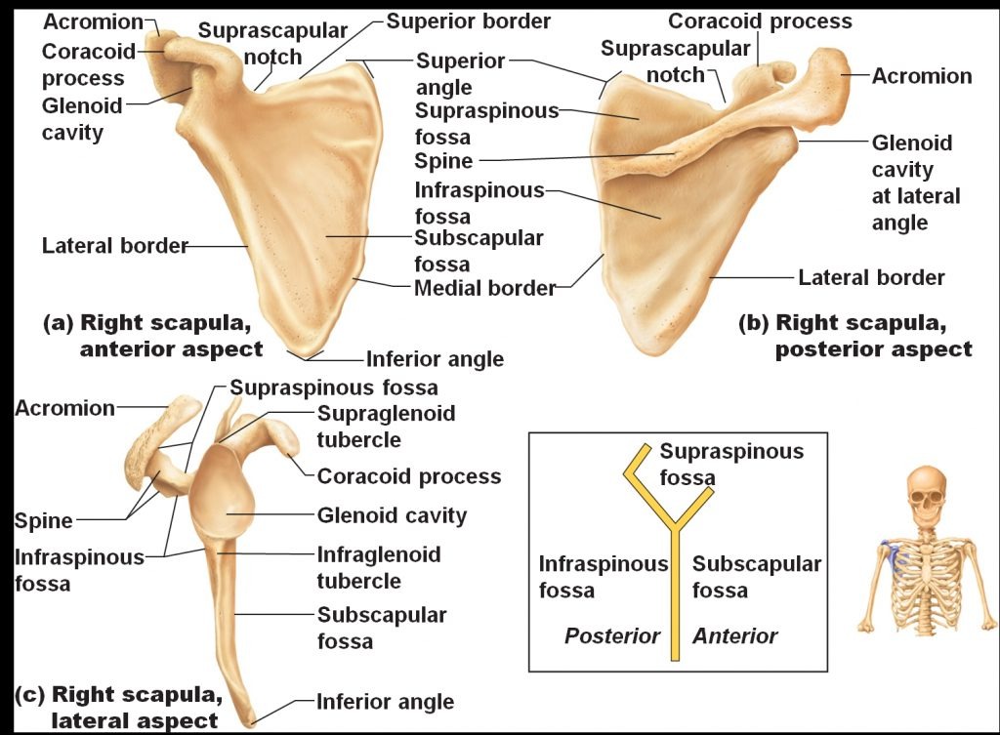 Acromion
Coracoid
process
Glenoid
cavity
Suprascapular
notch
Superior border
Superior
angle
Supraspinous
fossa
Spine
Infraspinous
fossa
Subscapular
fossa
Medial border
Lateral border
(a) Right scapula,
anterior aspect
Inferior angle
Coracoid process
Suprascapular
notch
Acromion
Glenoid
cavity
at lateral
angle
Lateral border
(b) Right scapula,
posterior aspect
Acromion
Supraspinous fossa
Supraglenoid
tubercle
Coracoid process
Glenoid cavity
Spine
Infraspinous
fossa
Infraglenoid
tubercle
Subscapular
fossa
Inferior angle
(c) Right scapula,
lateral aspect
Supraspinous
fossa
Infraspinous
fossa
Subscapular
fossa
Posterior
Anterior